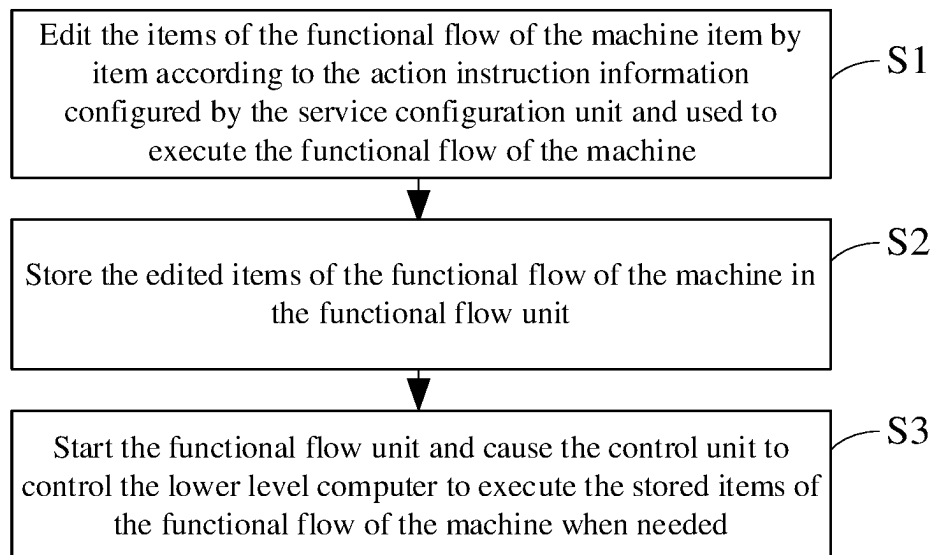 Edit the items of the functional flow of the machine item by
item according to the action instruction information
configured by the service configuration unit and used to
execute the functional flow of the machine
S1
Store the edited items of the functional flow of the machine in
the functional flow unit
S2
Start the functional flow unit and cause the control unit to
control the lower level computer to execute the stored items of
the functional flow of the machine when needed
S3